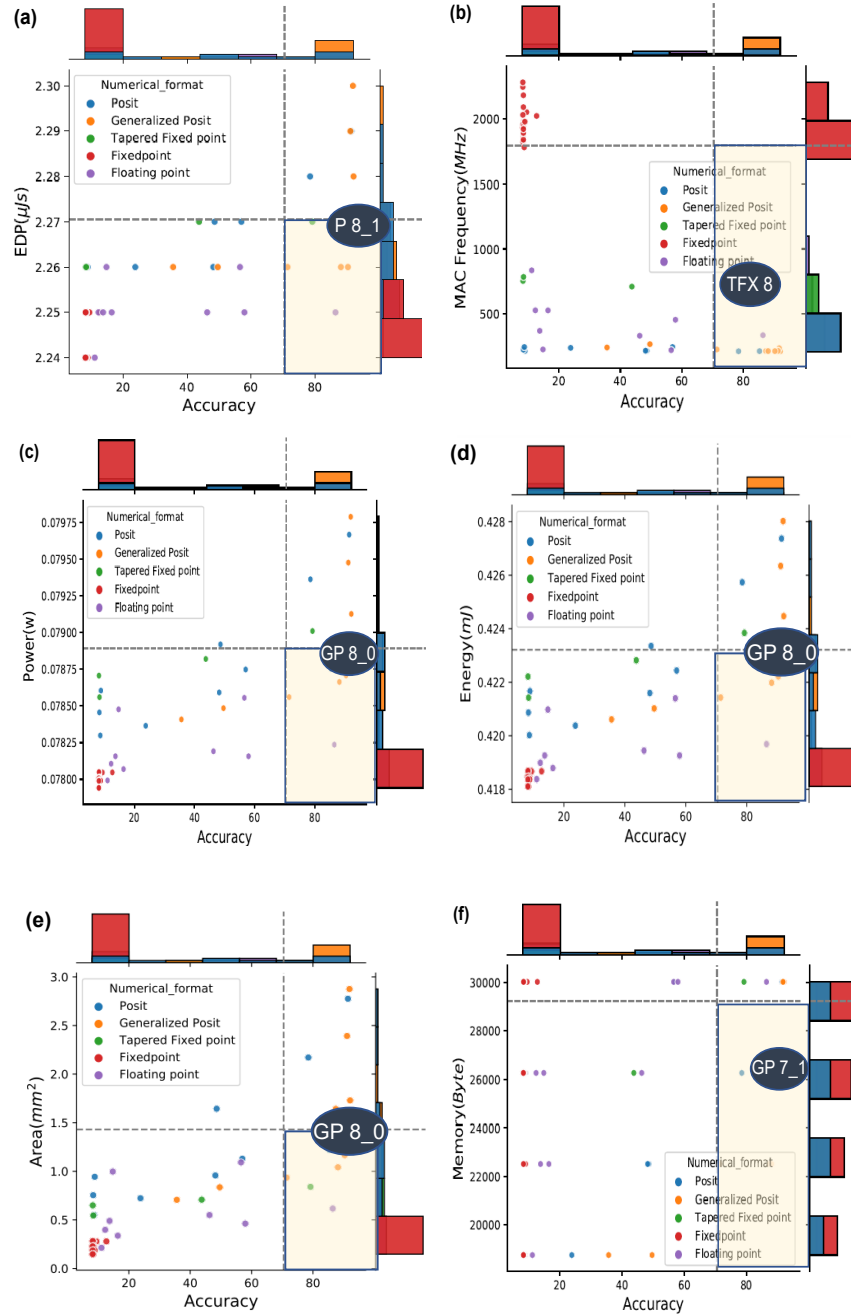 (a)
2.30
2.29
2.28
2.27
2.26
2.25
2.24
EDP(μJs)
Numerical_format
Posit
Generalized Posit
Tapered Fixed point
Fixedpoint
Floating point
P 8_1
20
40
60
80
Accuracy
(b)
2000
1750
1500
1250
1000
750
500
MAC Frequency(MHz)
Numerical_format
Posit
Generalized Posit
Tapered Fixed point
Fixedpoint
Floating point
TFX 8
20
40
60
80
Accuracy
(c)
0.07975
0.07950
0.07925
0.07900
0.07875
0.07850
0.07825
0.07800
Power(w)
Numerical_format
Posit
Generalized Posit
Tapered Fixed point
Fixedpoint
Floating point
GP 8_0
20
40
60
80
Accuracy
(d)
0.428
0.426
0.424
0.422
0.420
0.418
Energy(mJ)
Numerical_format
Posit
Generalized Posit
Tapered Fixed point
Fixedpoint
Floating point
GP 8_0
20
40
60
80
Accuracy
(e)
3.0
2.5
2.0
1.5
1.0
0.5
0.0
Area(mm²)
Numerical_format
Posit
Generalized Posit
Tapered Fixed point
Fixedpoint
Floating point
GP 8_0
20
40
60
80
Accuracy
(f)
30000
28000
26000
24000
22000
20000
Memory(Byte)
GP 7_1
Numerical_format
Posit
Generalized Posit
Tapered Fixed point
Fixedpoint
Floating point
20
40
60
80
Accuracy